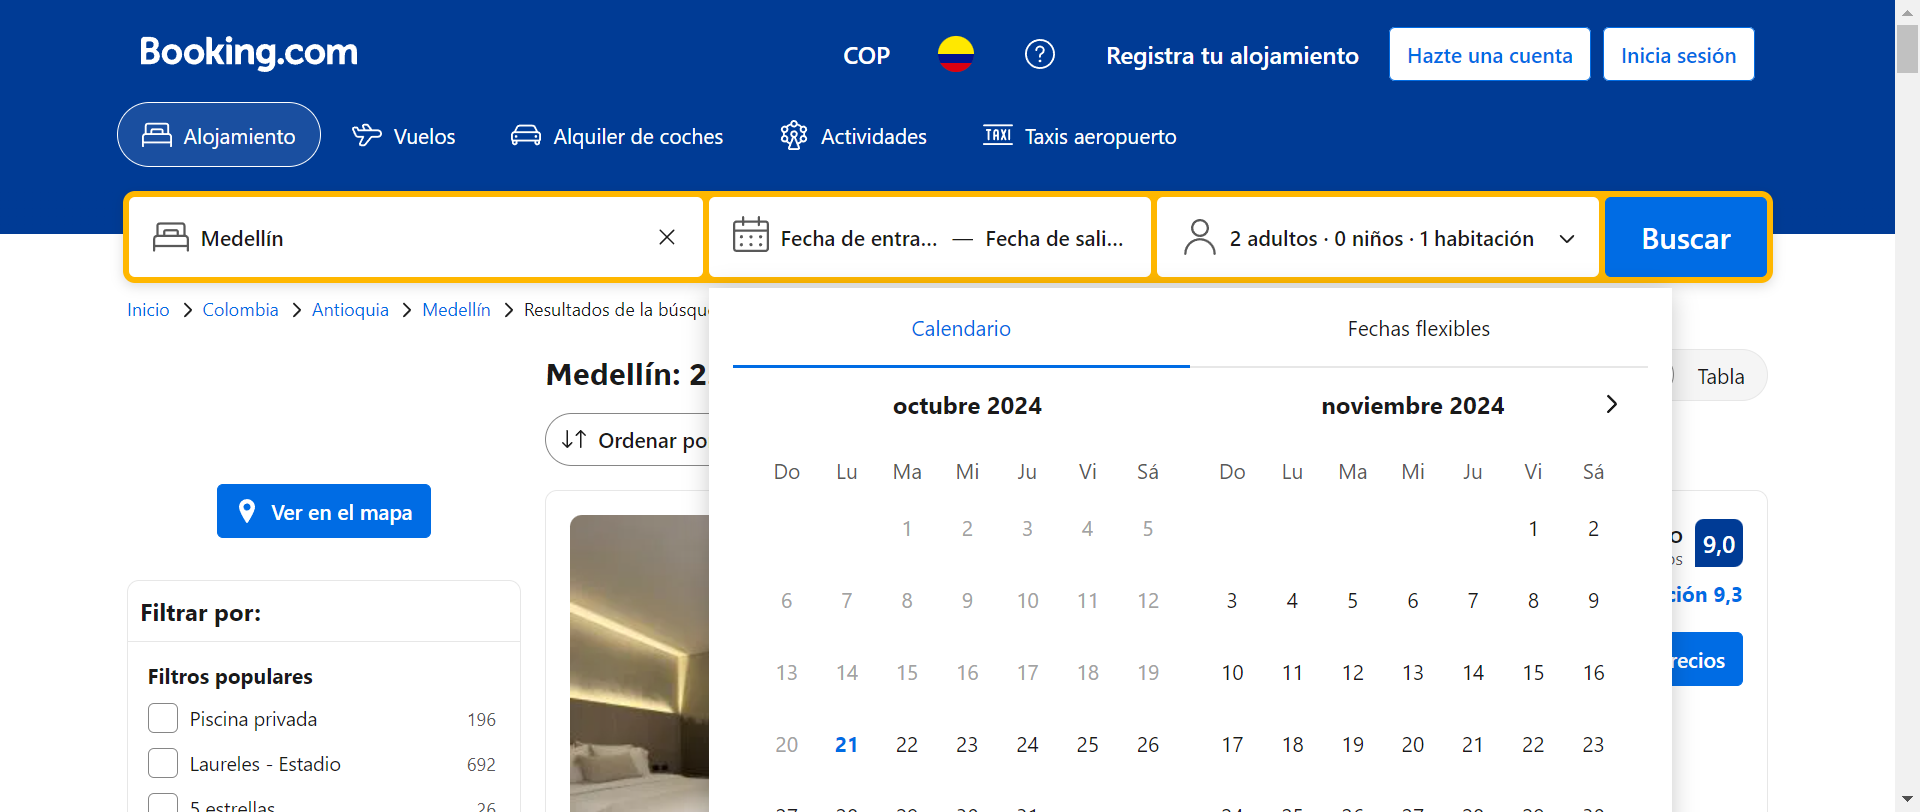 Booking.com
COP
Registra tu alojamiento
Hazte una cuenta
Inicia sesión
Alojamiento
Vuelos
Alquiler de coches
Actividades
TAXI
Taxis aeropuerto
Medellín
Fecha de entra... — Fecha de sali...
2 adultos · 0 niños · 1 habitación
Buscar
Inicio > Colombia > Antioquia > Medellín > Resultados de la búsqu
Calendario
Fechas flexibles
Medellín: 2
Tabla
Ordenar po
octubre 2024
Do Lu Ma Mi Ju Vi Sá
1 2 3 4 5
6 7 8 9 10 11 12
13 14 15 16 17 18 19
20 21 22 23 24 25 26
noviembre 2024
Do Lu Ma Mi Ju Vi Sá
1 2
3 4 5 6 7 8 9
10 11 12 13 14 15 16
17 18 19 20 21 22 23
Ver en el mapa
Filtrar por:
Filtros populares
Piscina privada 196
Laureles - Estadio 692
5 estrellas 26
o
os
9,0
ción 9,3
recios